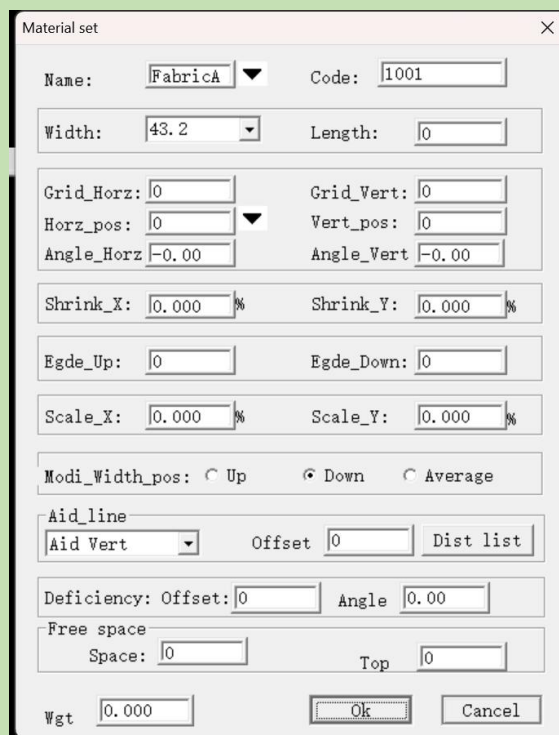 Material set
Name: FabricA Code: 1001
Width: 43.2 Length: 0
Grid_Horz: 0 Grid_Vert: 0
Horz_pos: 0 Vert_pos: 0
Angle_Horz -0.00 Angle_Vert -0.00
Shrink_X: 0.000 % Shrink_Y: 0.000 %
Egde_Up: 0 Egde_Down: 0
Scale_X: 0.000 % Scale_Y: 0.000 %
Modi_Width_pos: Up Down Average
Aid_line
Aid Vert Offset 0 Dist list
Deficiency: Offset: 0 Angle 0.00
Free space
Space: 0 Top 0
Wgt 0.000 Ok Cancel